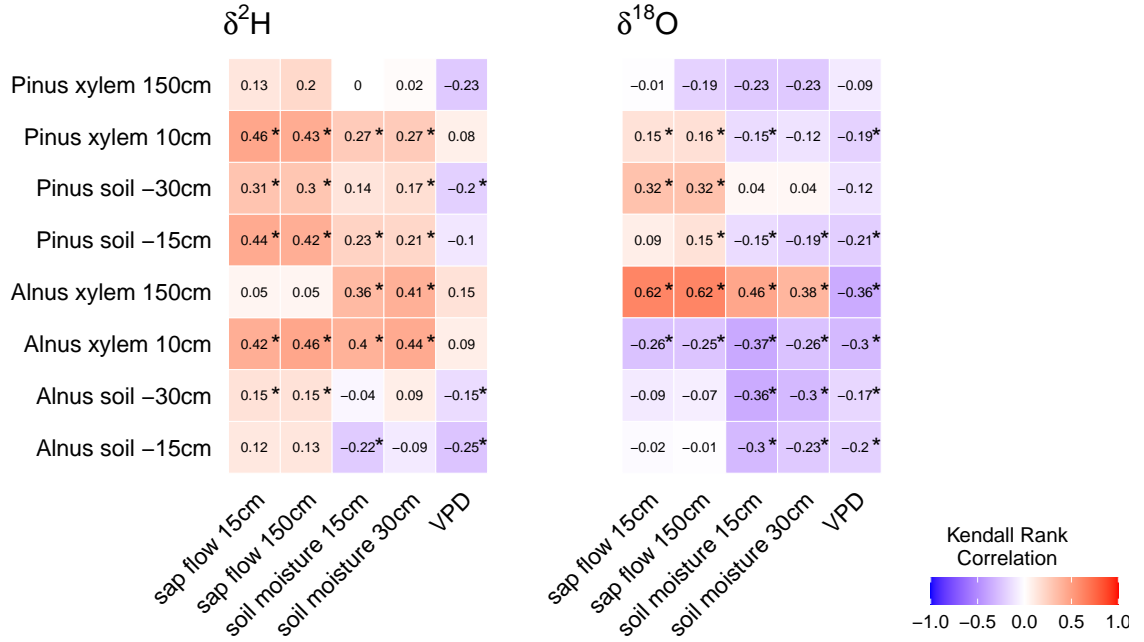 δ²H δ¹⁸O
Pinus xylem 150cm 0.13 0.2 0 0.02 −0.23 −0.01 −0.19 −0.23 −0.23 −0.09
Pinus xylem 10cm 0.46* 0.43* 0.27* 0.27* 0.08 0.15* 0.16* −0.15* −0.12 −0.19*
Pinus soil −30cm 0.31* 0.3* 0.14 0.17* −0.2* 0.32* 0.32* 0.04 0.04 −0.12
Pinus soil −15cm 0.44* 0.42* 0.23* 0.21* −0.1 0.09 0.15* −0.15* −0.19* −0.21*
Alnus xylem 150cm 0.05 0.05 0.36* 0.41* 0.15 0.62* 0.62* 0.46* 0.38* −0.36*
Alnus xylem 10cm 0.42* 0.46* 0.4* 0.44* 0.09 −0.26* −0.25* −0.37* −0.26* −0.3*
Alnus soil −30cm 0.15* 0.15* −0.04 0.09 −0.15* −0.09 −0.07 −0.36* −0.3* −0.17*
Alnus soil −15cm 0.12 0.13 −0.22* −0.09 −0.25* −0.02 −0.01 −0.3* −0.23* −0.2*
sap flow 15cm
sap flow 150cm
soil moisture 15cm
soil moisture 30cm
VPD
sap flow 15cm
sap flow 150cm
soil moisture 15cm
soil moisture 30cm
VPD
Kendall Rank
Correlation
−1.0 −0.5 0.0 0.5 1.0